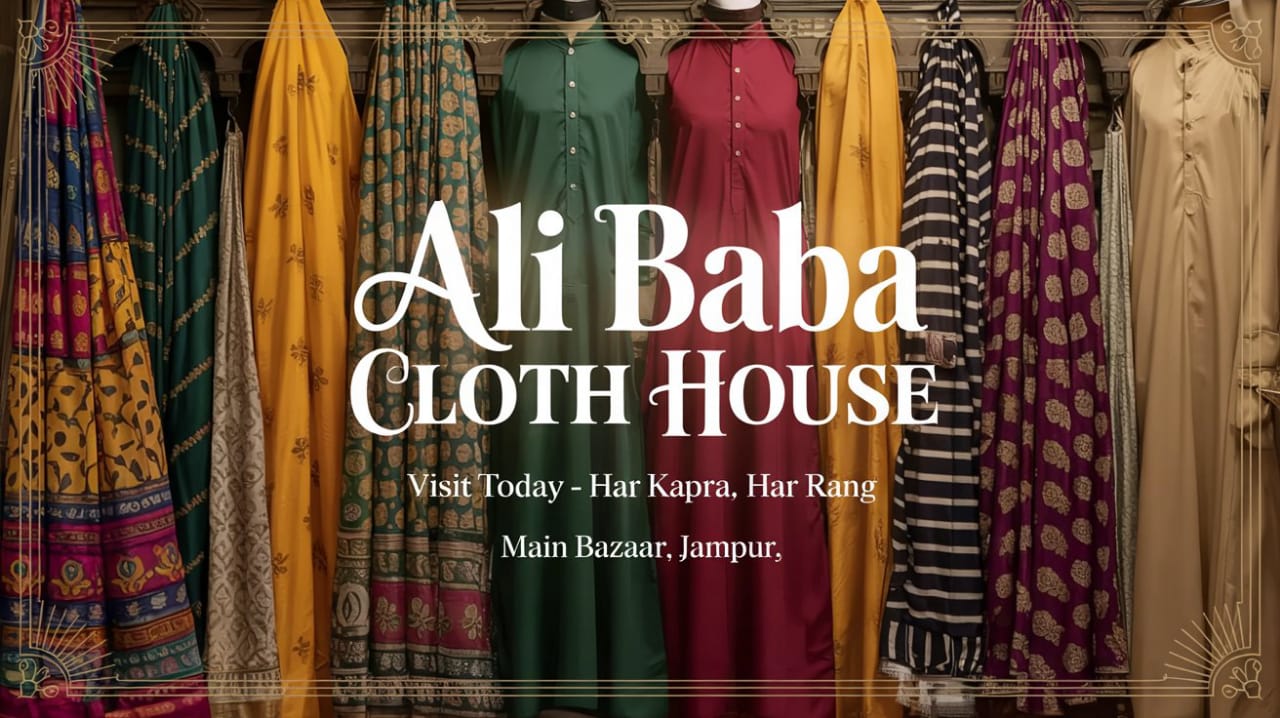 Ali Baba
CLOTH HOUSE
Visit Today - Har Kapra, Har Rang
Main Bazaar, Jampur,